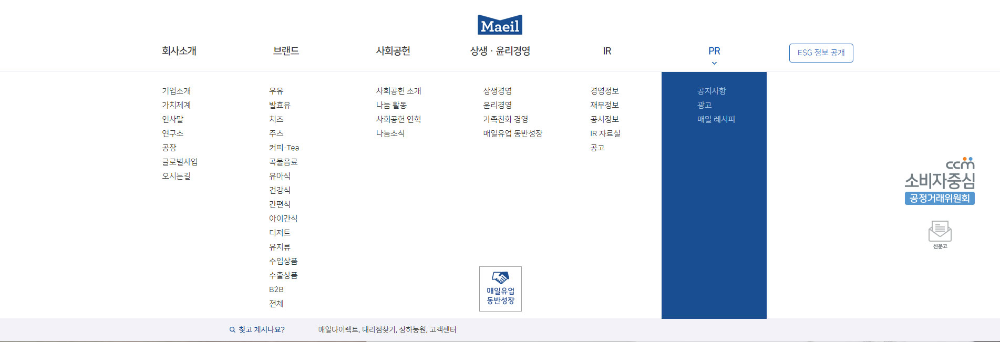 Maeil
회사소개
브랜드
사회공헌
상생 · 윤리경영
IR
PR
ESG 정보 공개
기업소개
가치체계
인사말
연구소
공장
글로벌사업
오시는길
우유
발효유
치즈
주스
커피·Tea
곡물음료
유아식
건강식
간편식
아이간식
디저트
유지류
수입상품
수출상품
B2B
전체
사회공헌 소개
나눔 활동
사회공헌 연혁
나눔소식
상생경영
윤리경영
가족친화 경영
매일유업 동반성장
경영정보
재무정보
공시정보
IR 자료실
공고
공지사항
광고
매일 레시피
ccm
소비자중심
공정거래위원회
신문고
매일유업
동반성장
찾고 계시나요?
매일다이렉트, 대리점찾기, 상하농원, 고객센터